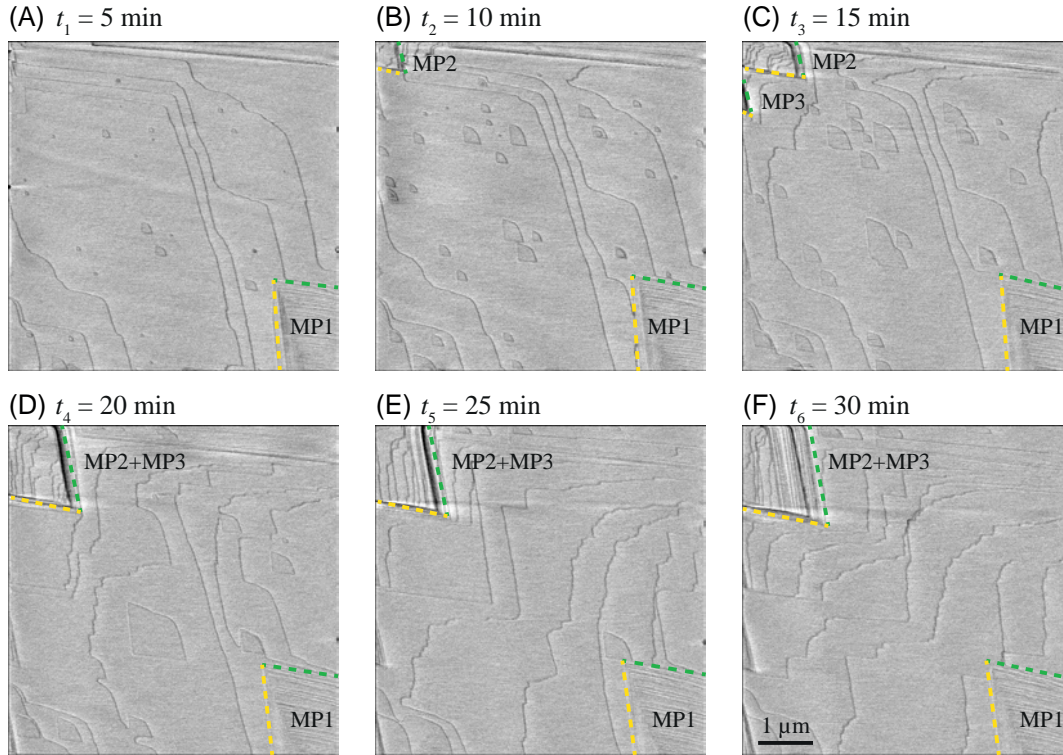 (A) t₁ = 5 min
(B) t₂ = 10 min
(C) t₃ = 15 min
MP1
MP2
MP1
MP2
MP3
MP1
(D) t₄ = 20 min
(E) t₅ = 25 min
(F) t₆ = 30 min
MP2+MP3
MP1
MP2+MP3
MP1
MP2+MP3
MP1
1 µm